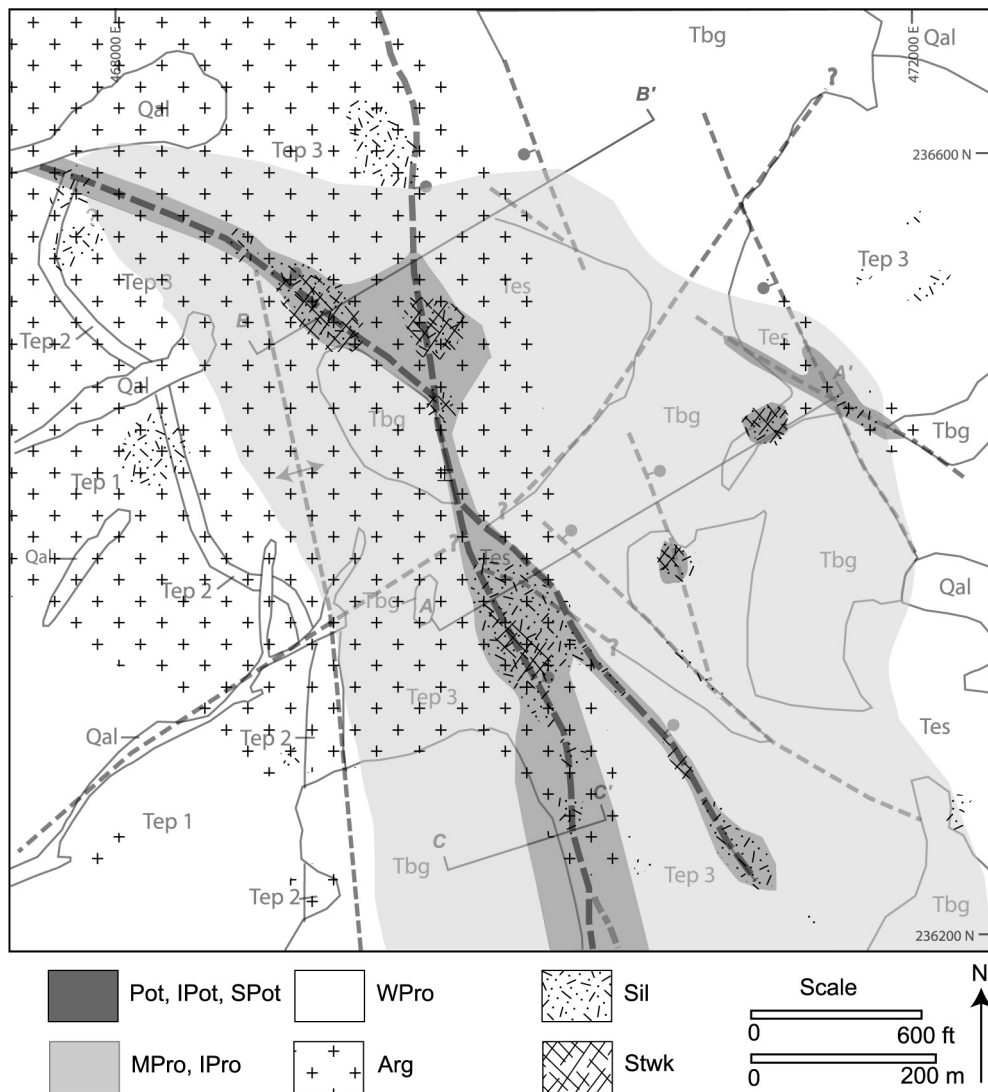 468000 E
Tbg
472000 E
Qal
Qal
?
B'
Tep 3
236600 N
?
Tep 3
Tep 3
Tes
Tes
Tep 2
B
A'
Qal
Tbg
Tbg
Tbg
Tep 1
?
Qal
?
Tes
Tbg
Tep 2
Tbg
A
Qal
?
Tep 3
Qal
Tep 2
Tes
Tep 1
C'
C
Tbg
Tep 3
Tep 2
Tbg
236200 N
Pot, IPot, SPot
WPro
Sil
Scale
N
0
600 ft
MPro, IPro
Arg
Stwk
0
200 m